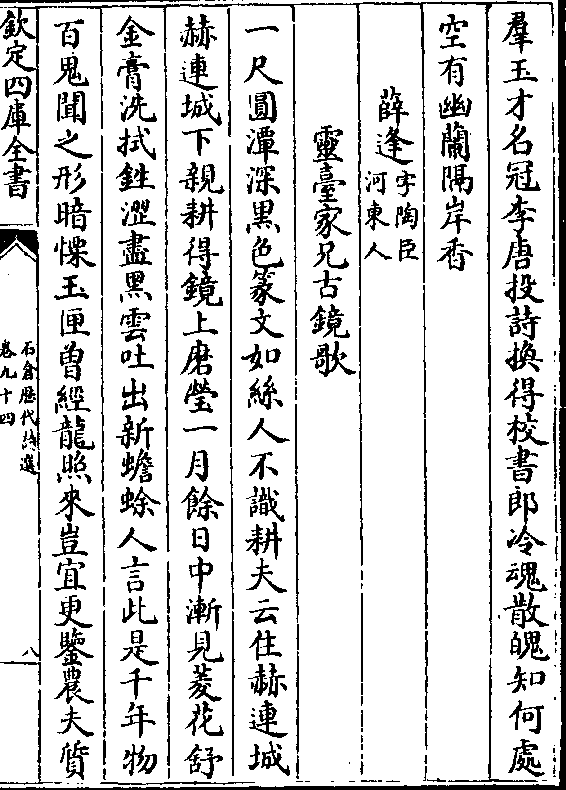 羣玉才名冠李唐投詩換得校書郎冷魂散魄知何處
空有幽蘭隔岸香
薛逢字陶臣河東人
靈臺家兄古鏡歌
一尺圓潭深黑色篆文如絲人不識耕夫云住赫連城
赫連城下親耕得鏡上磨瑩一月餘日中漸見菱花舒
金膏洗拭鉎澀盡黑雲吐出新蟾蜍人言此是千年物
百鬼聞之形暗慄玉匣曽經龍照來豈宜更鑒農夫質
欽定四庫全書
石倉歷代詩選
卷九十四
八